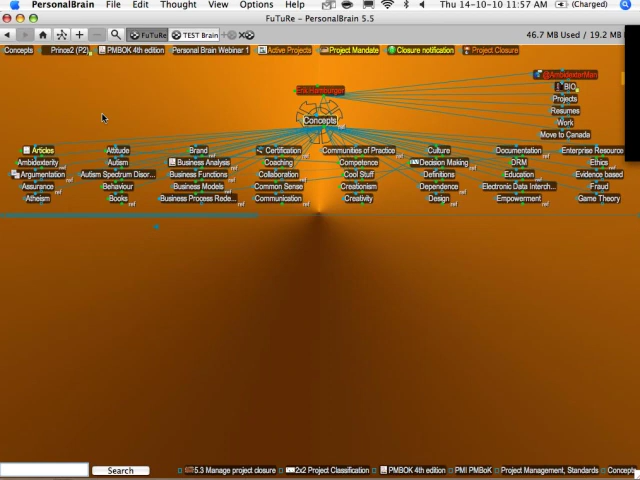 PersonalBrain File Edit Thought View Options Help Thu 14-10-10 11:57 AM (Charged)
FuTuRe - PersonalBrain 5.5
FuTuRe TEST Brain 46.7 MB Used / 19.2 MB
Concepts Prince2 (P2) PMBOK 4th edition Personal Brain Webinar 1 Active Projects Project Mandate Closure notification Project Closure
@AmbidexterMan
Erik Hamburger BIO
Projects
Resumes
Concepts Work
Move to Canada
Articles Attitude Brand Certification Communities of Practice Culture Documentation Enterprise Resource
Ambidexterity Autism Business Analysis Coaching Competence Decision Making DRM Ethics
Argumentation Autism Spectrum Disor... Business Functions Collaboration Cool Stuff Definitions Education Evidence based
Assurance Behaviour Business Models Common Sense Creationism Dependence Electronic Data Interch... Fraud
Atheism Books Business Process Rede... Communication Creativity Design Empowerment Game Theory
Search 5.3 Manage project closure 2x2 Project Classification PMBOK 4th edition PMI PMBoK Project Management, Standards Concepts